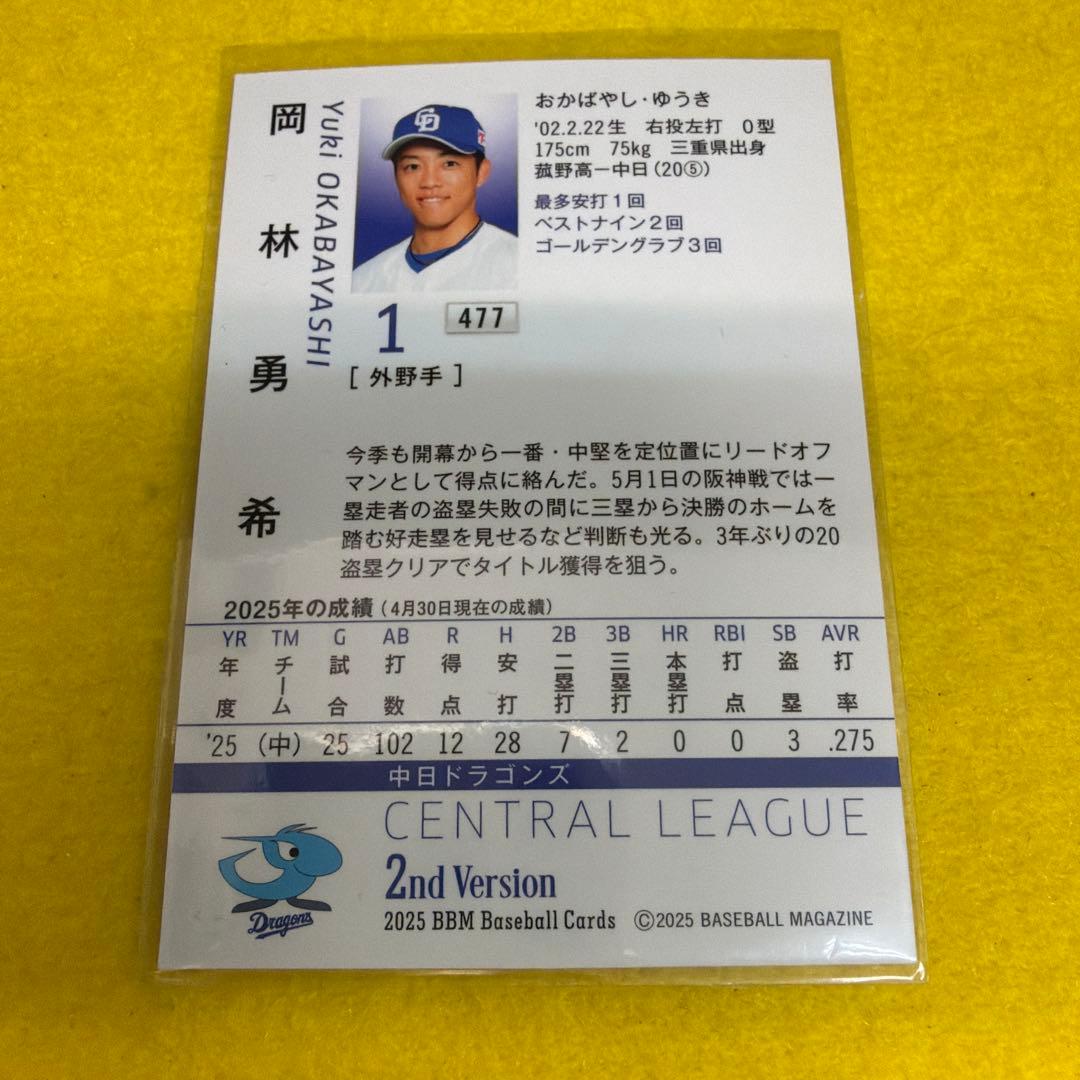 岡林勇希
Yuki OKABAYASHI
CD
おかばやし・ゆうき
'02.2.22生 右投左打 O型
175cm 75kg 三重県出身
菰野高ー中日(20⑤)
最多安打1回
ベストナイン2回
ゴールデングラブ3回
1
477
[外野手]
今季も開幕から一番・中堅を定位置にリードオフ
マンとして得点に絡んだ。5月1日の阪神戦では一
塁走者の盗塁失敗の間に三塁から決勝のホームを
踏む好走塁を見せるなど判断も光る。3年ぶりの20
盗塁クリアでタイトル獲得を狙う。
2025年の成績(4月30日現在の成績)
YR TM G AB R H 2B 3B HR RBI SB AVR
年度 チーム 試合 打数 得点 安打 二塁打 三塁打 本塁打 打点 盗塁 打率
'25 (中) 25 102 12 28 7 2 0 0 3 .275
中日ドラゴンズ
CENTRAL LEAGUE
2nd Version
Dragons
2025 BBM Baseball Cards ©2025 BASEBALL MAGAZINE